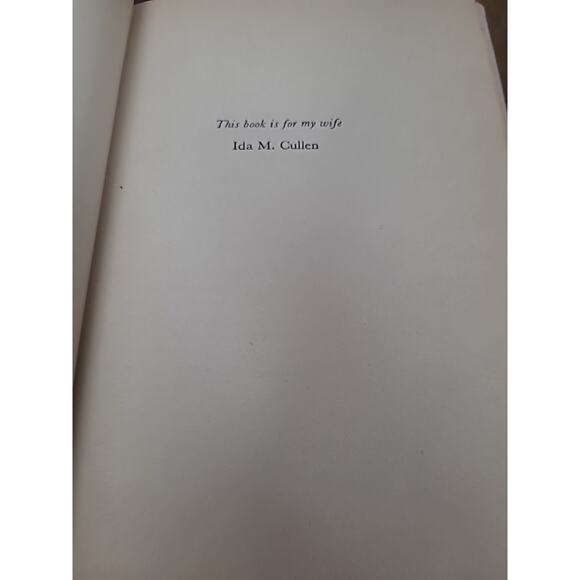 This book is for my wife
Ida M. Cullen